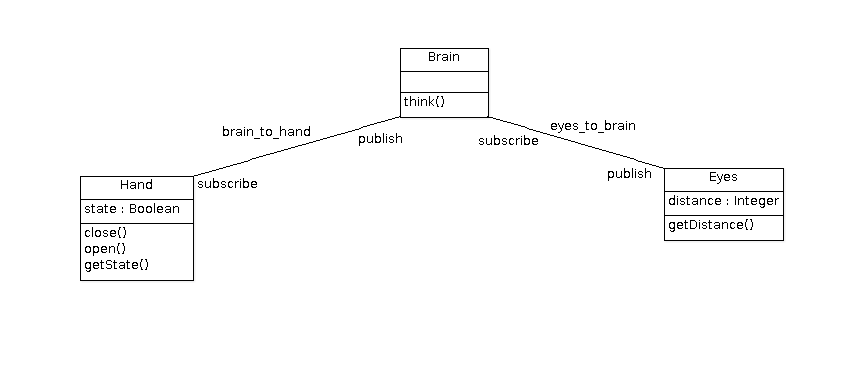 Brain
think()
brain_to_hand
publish
subscribe
eyes_to_brain
subscribe
publish
Hand
state : Boolean
close()
open()
getState()
Eyes
distance : Integer
getDistance()